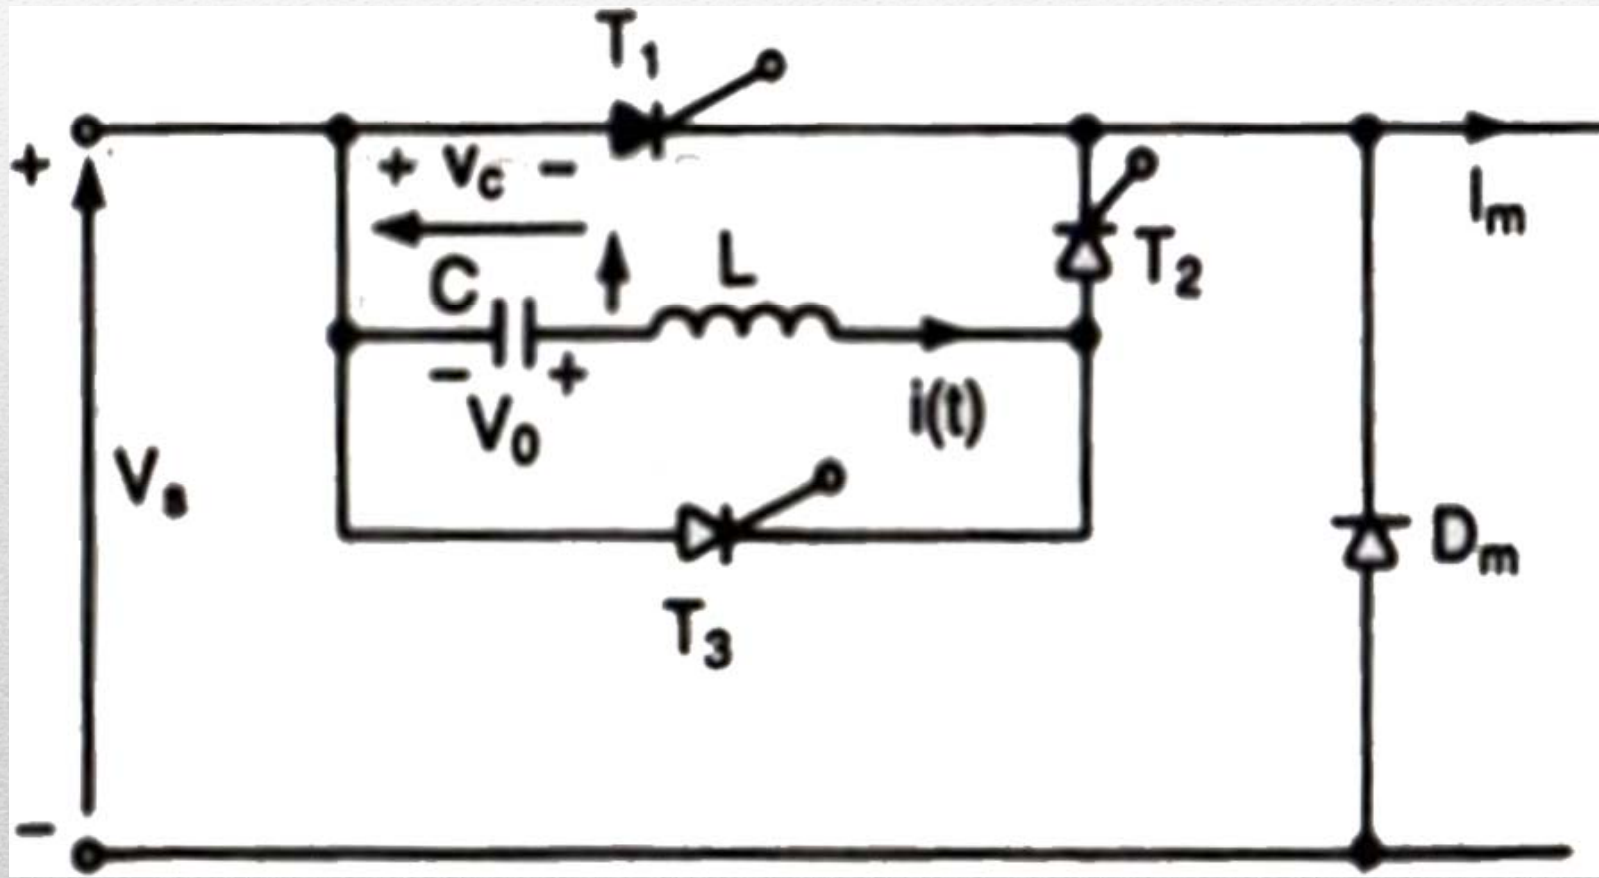 T₁
+
+ Vc −
Iₘ
T₂
C
L
− +
V₀
i(t)
Vₛ
Dₘ
T₃
−